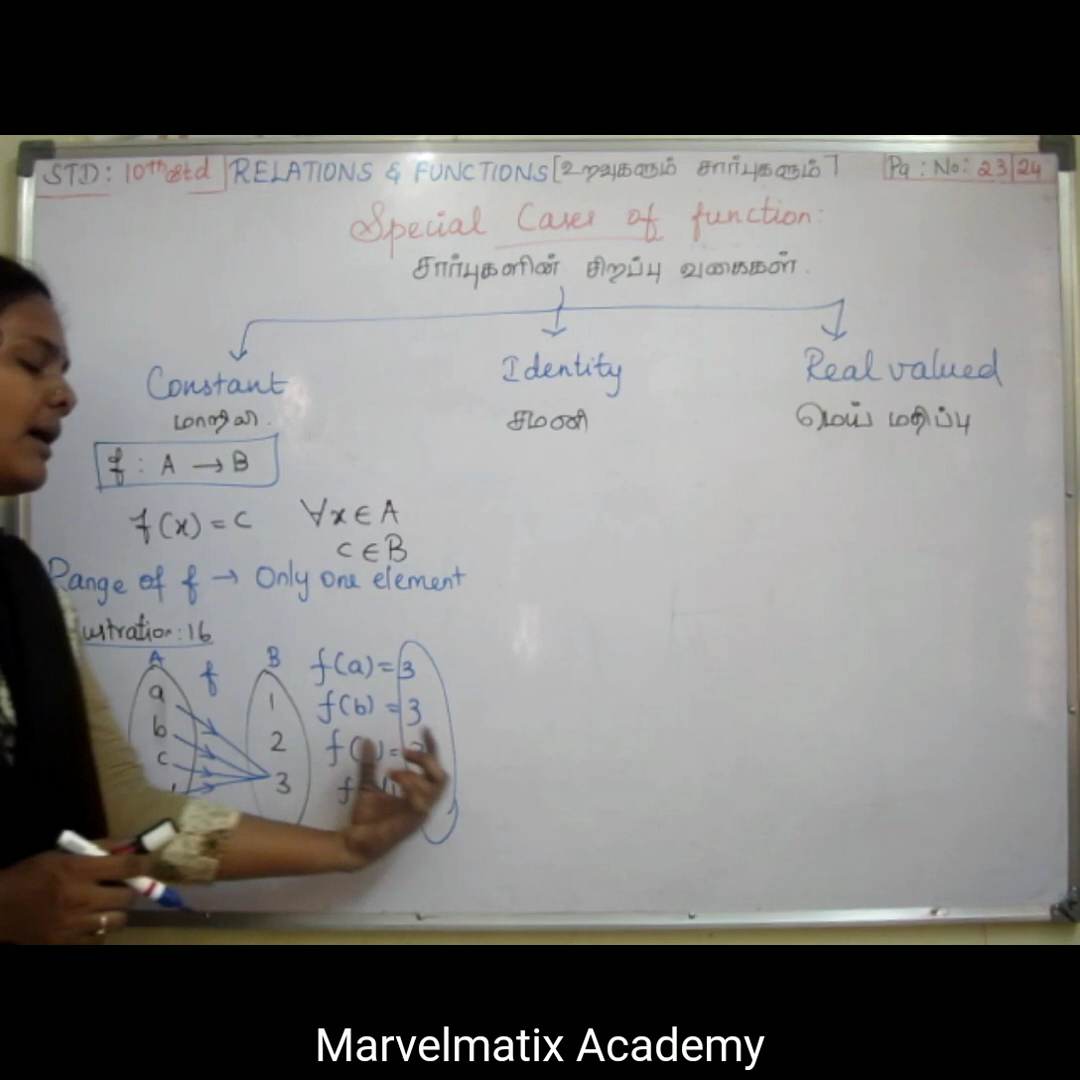 STD: 10th std RELATIONS & FUNCTIONS [உறவுகளும் சார்புகளும்] Pg: No: 23/24
Special Cases of function:
சார்புகளின் சிறப்பு வகைகள்.
Constant Identity Real valued
மாறிலி. சமனி மெய் மதிப்பு
f : A → B
f(x) = c ∀x∈A
c∈B
Range of f → Only one element
ustration:16
A f B f(a)=3
a 1 f(b)=3
b 2
c 3
Marvelmatix Academy